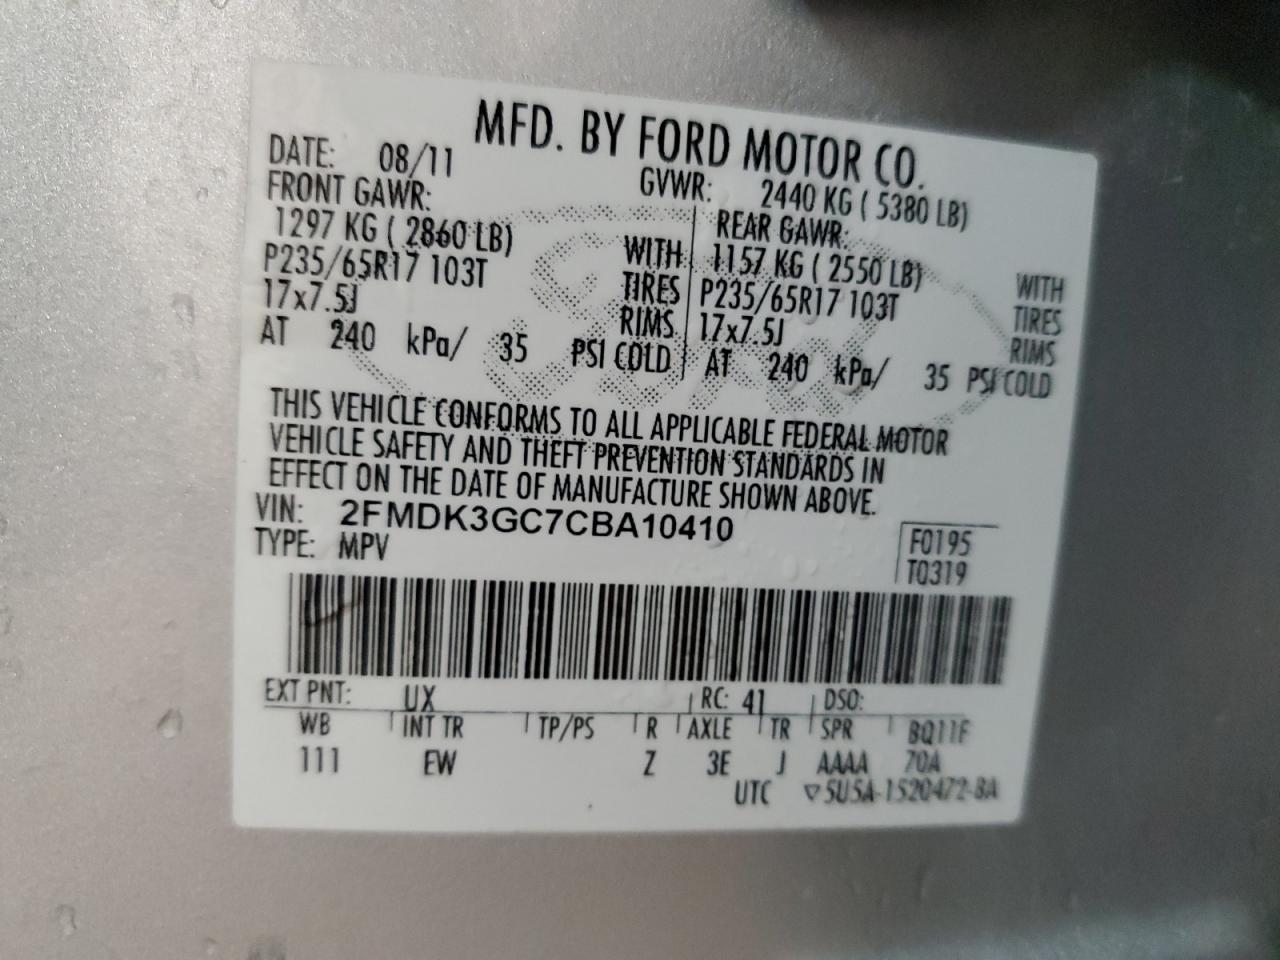 MFD. BY FORD MOTOR CO.
DATE: 08/11
GVWR: 2440 KG ( 5380 LB)
FRONT GAWR:
1297 KG ( 2860 LB) WITH
P235/65R17 103T TIRES
17x7.5J RIMS
AT 240 kPa/ 35 PSI COLD
REAR GAWR:
1157 KG ( 2550 LB) WITH
P235/65R17 103T TIRES
17x7.5J RIMS
AT 240 kPa/ 35 PSI COLD
THIS VEHICLE CONFORMS TO ALL APPLICABLE FEDERAL MOTOR
VEHICLE SAFETY AND THEFT PREVENTION STANDARDS IN
EFFECT ON THE DATE OF MANUFACTURE SHOWN ABOVE.
VIN: 2FMDK3GC7CBA10410
TYPE: MPV
F0195
T0319
EXT PNT: UX RC: 41 DSO:
WB INT TR TP/PS R AXLE TR SPR BQ11F
111 EW Z 3E J AAAA 70A
UTC ▽5U5A-1520472-BA